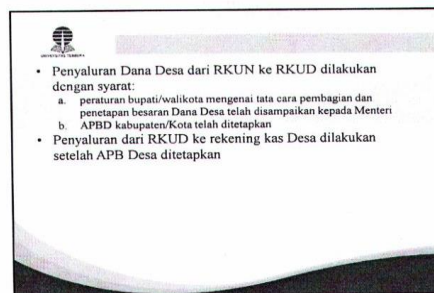 UNIVERSITAS TERBUKA
• Penyaluran Dana Desa dari RKUN ke RKUD dilakukan
dengan syarat:
a. peraturan bupati/walikota mengenai tata cara pembagian dan
penetapan besaran Dana Desa telah disampaikan kepada Menteri
b. APBD kabupaten/Kota telah ditetapkan
• Penyaluran dari RKUD ke rekening kas Desa dilakukan
setelah APB Desa ditetapkan